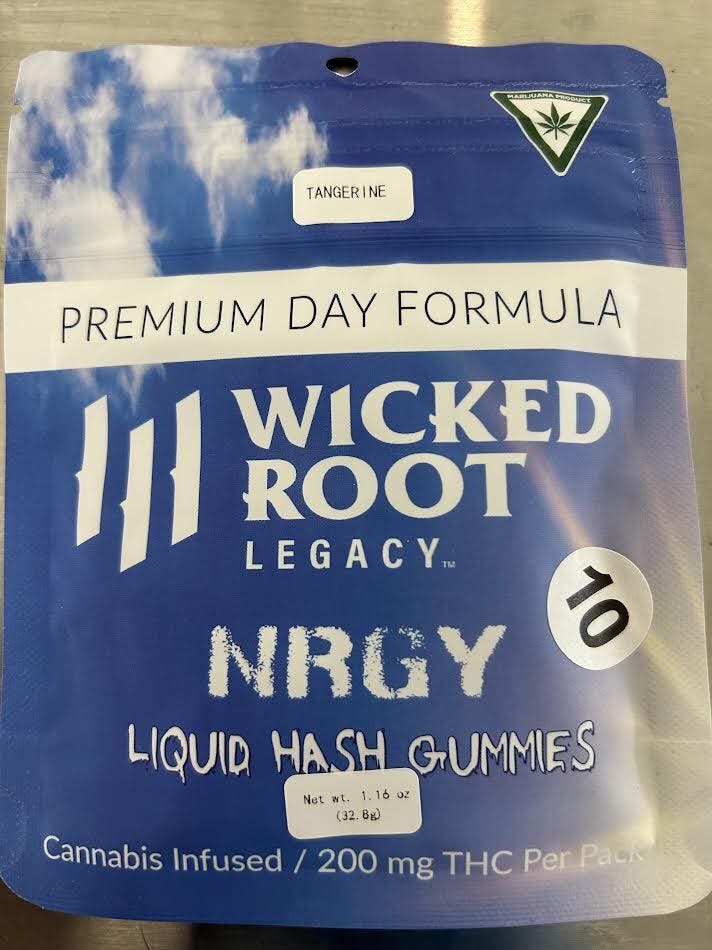 MARIJUANA PRODUCT
TANGERINE
PREMIUM DAY FORMULA
WICKED
ROOT
LEGACY™
10
NRGY
LIQUID HASH GUMMIES
Net wt. 1.16 oz
(32.8g)
Cannabis Infused / 200 mg THC Per Pack